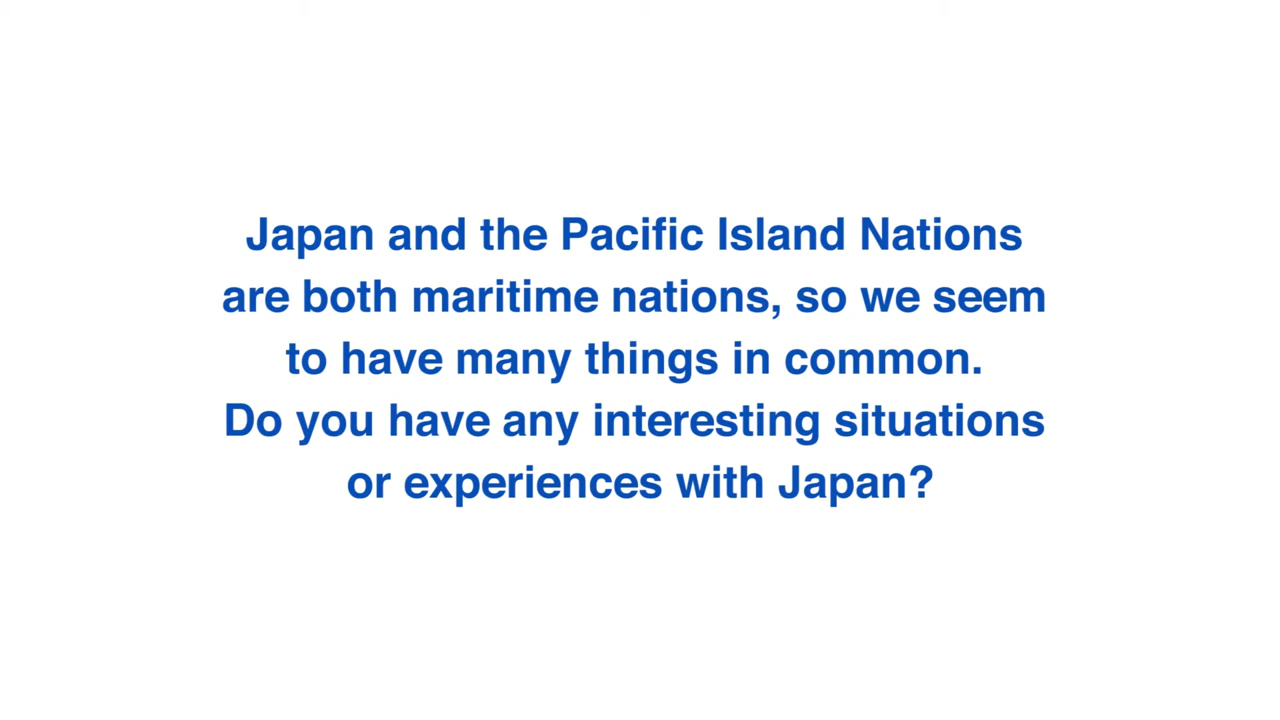 Japan and the Pacific Island Nations
are both maritime nations, so we seem
to have many things in common.
Do you have any interesting situations
or experiences with Japan?